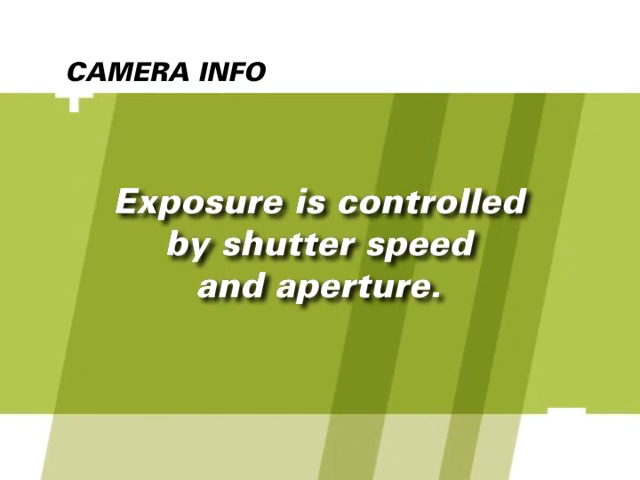 CAMERA INFO
Exposure is controlled
by shutter speed
and aperture.